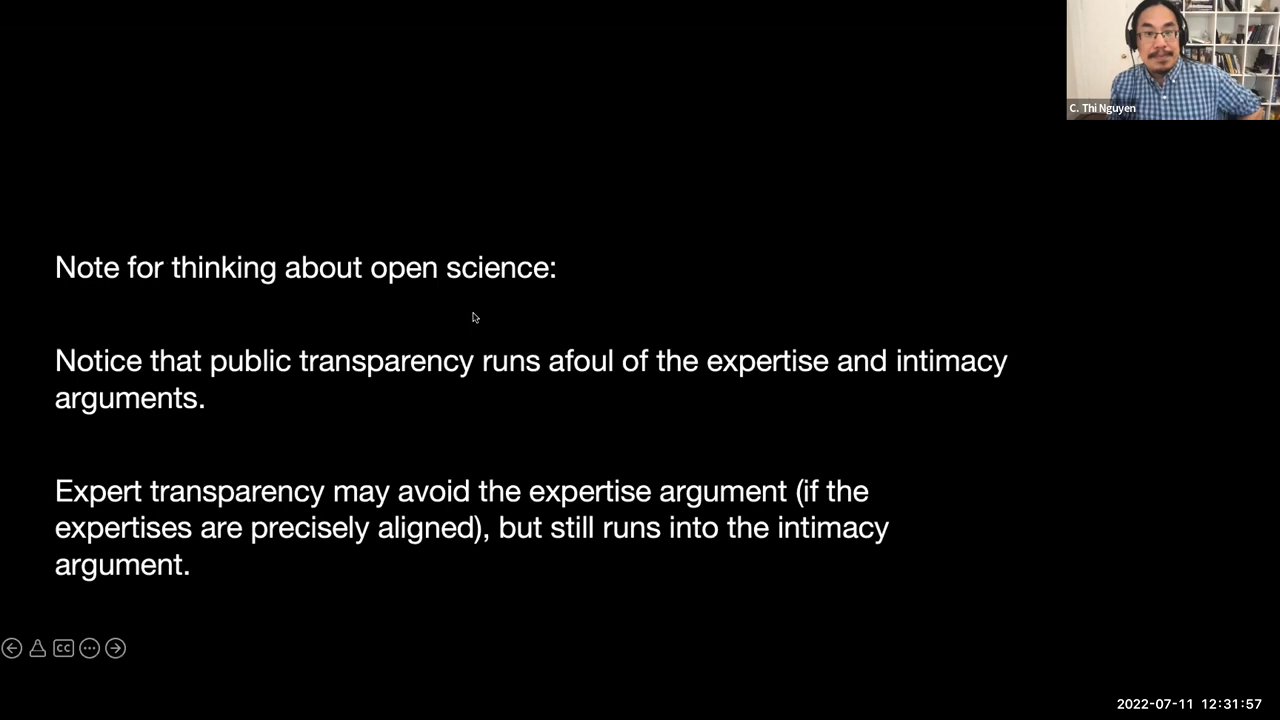 C. Thi Nguyen
Note for thinking about open science:
Notice that public transparency runs afoul of the expertise and intimacy
arguments.
Expert transparency may avoid the expertise argument (if the
expertises are precisely aligned), but still runs into the intimacy
argument.
CC
2022-07-11 12:31:57